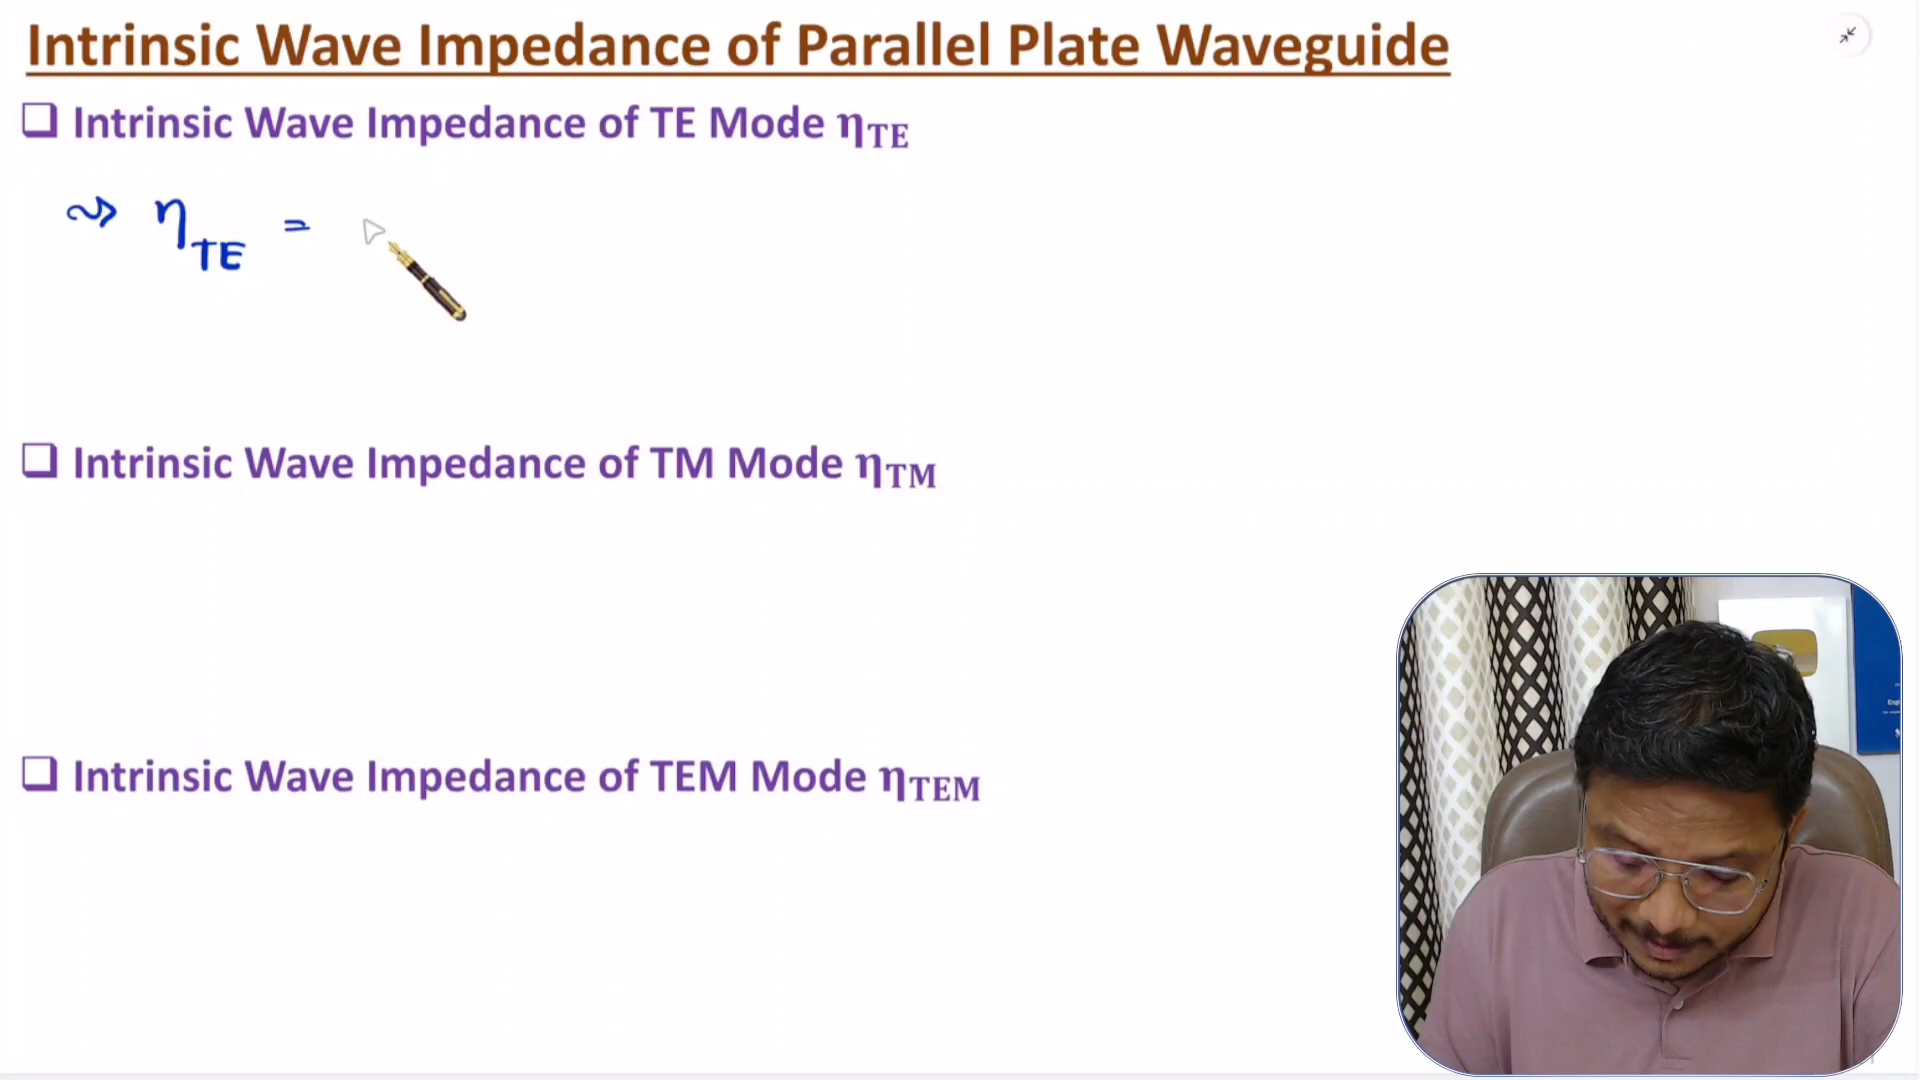 Intrinsic Wave Impedance of Parallel Plate Waveguide
❑ Intrinsic Wave Impedance of TE Mode η_TE
⇝ η_TE =
❑ Intrinsic Wave Impedance of TM Mode η_TM
❑ Intrinsic Wave Impedance of TEM Mode η_TEM